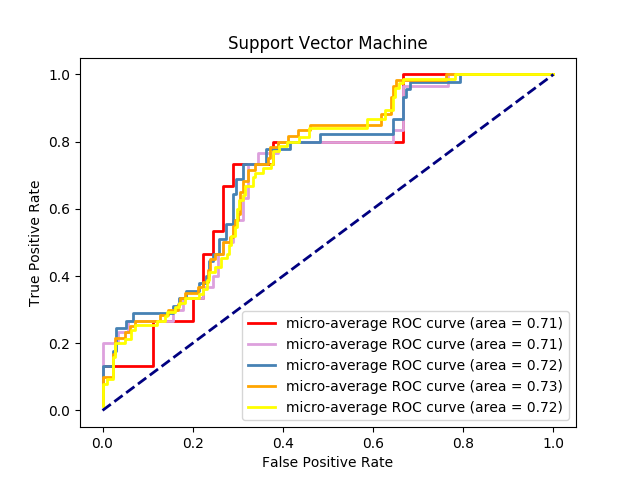 Support Vector Machine
True Positive Rate
1.0
0.8
0.6
0.4
0.2
0.0
micro-average ROC curve (area = 0.71)
micro-average ROC curve (area = 0.71)
micro-average ROC curve (area = 0.72)
micro-average ROC curve (area = 0.73)
micro-average ROC curve (area = 0.72)
0.0 0.2 0.4 0.6 0.8 1.0
False Positive Rate